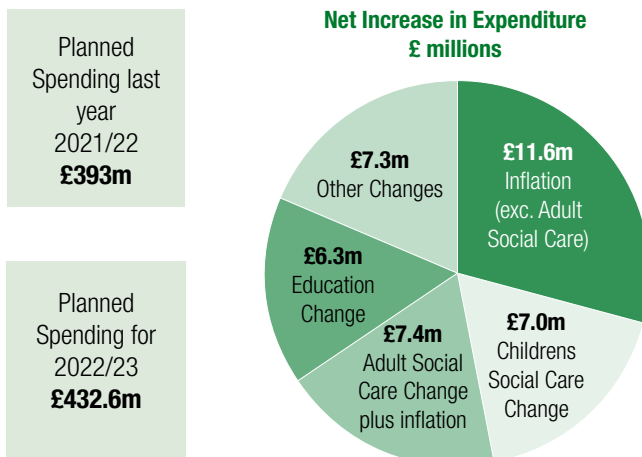 Planned
Spending last
year
2021/22
£393m
Planned
Spending for
2022/23
£432.6m
Net Increase in Expenditure
£ millions
£11.6m
Inflation
(exc. Adult
Social Care)
£7.0m
Childrens
Social Care
Change
£7.4m
Adult Social
Care Change
plus inflation
£6.3m
Education
Change
£7.3m
Other Changes